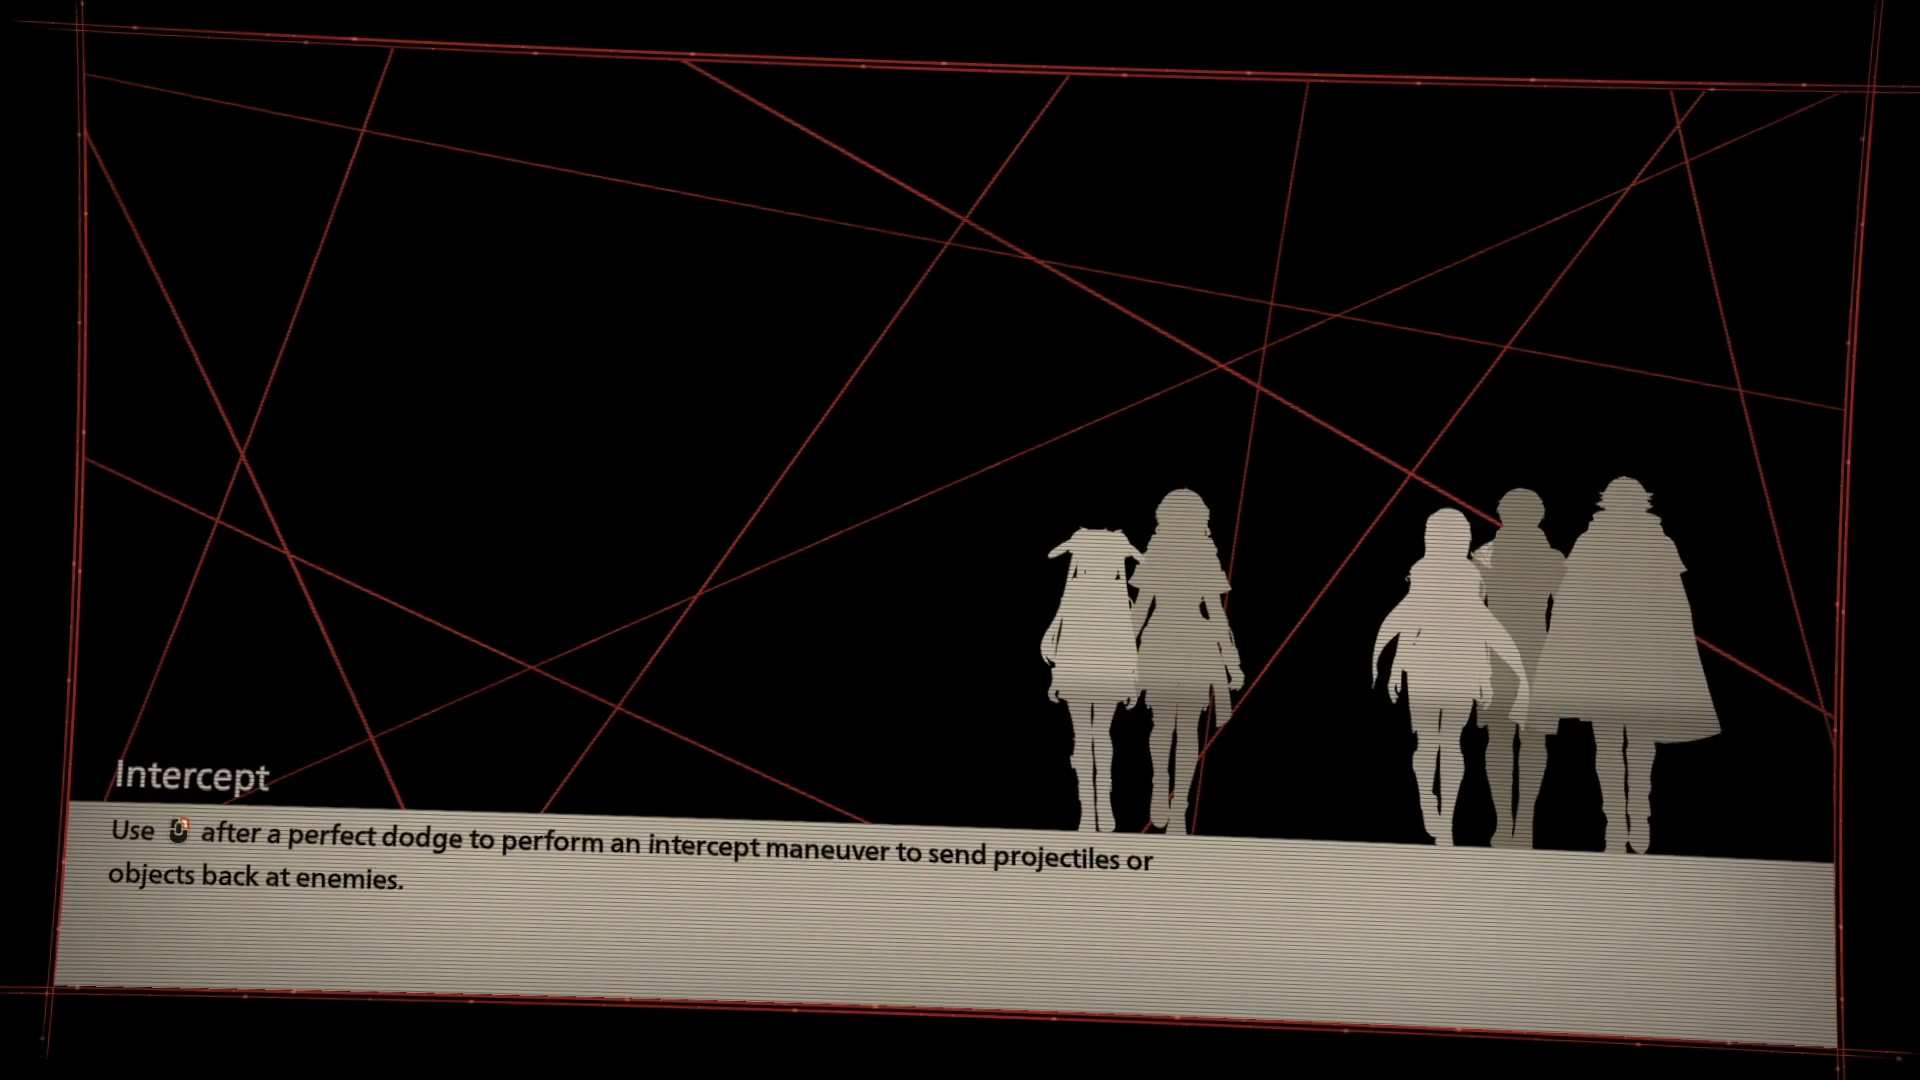 Intercept
Use after a perfect dodge to perform an intercept maneuver to send projectiles or
objects back at enemies.